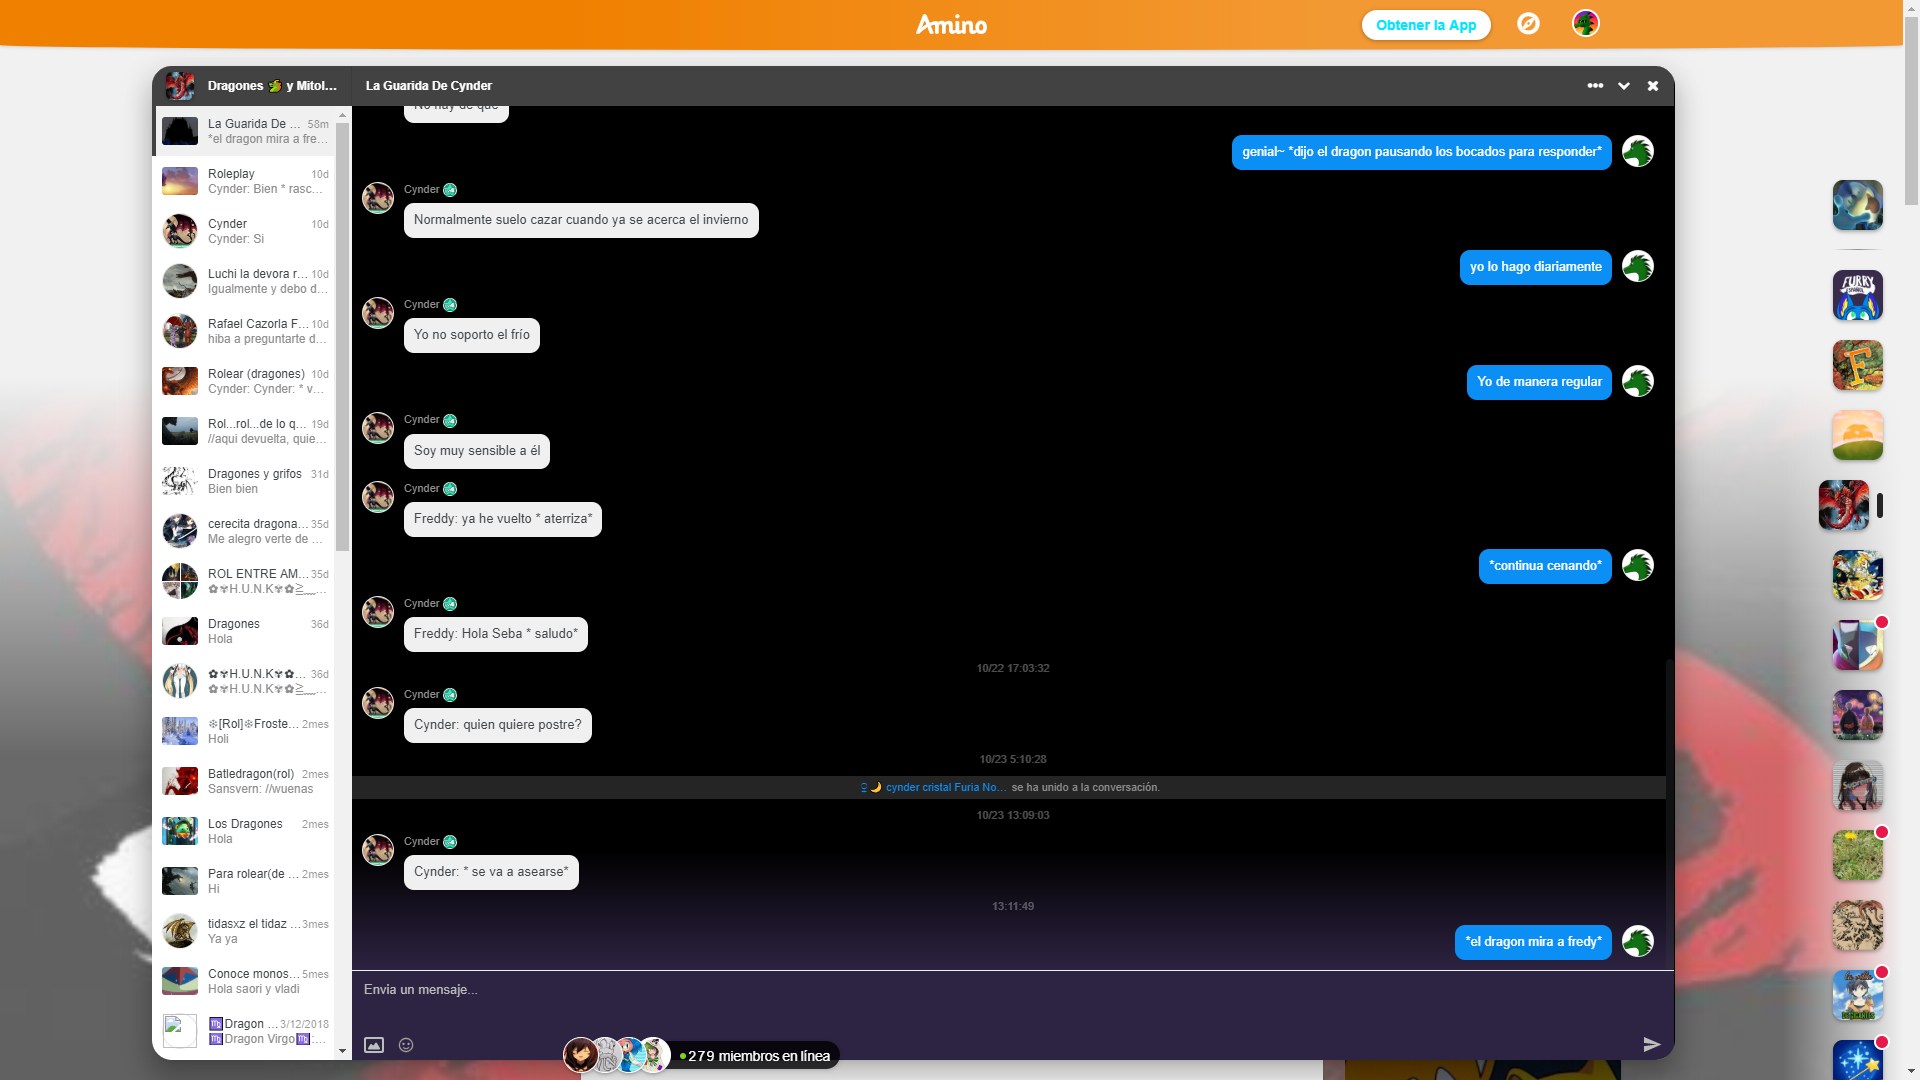 Amino
Obtener la App
Dragones 🐲 y Mitol...
La Guarida De Cynder
La Guarida De ... 58m
*el dragon mira a fre...
Roleplay 10d
Cynder: Bien * rasc...
Cynder 10d
Cynder: Si
Luchi la devora r... 10d
Igualmente y debo d...
Rafael Cazorla F... 10d
hiba a preguntarte d...
Rolear (dragones) 10d
Cynder: Cynder: * v...
Rol...rol...de lo q... 19d
//aqui devuelta, quie...
Dragones y grifos 31d
Bien bien
cerecita dragona... 35d
Me alegro verte de ...
ROL ENTRE AM... 35d
✿✾H.U.N.K✾✿≧﹏...
Dragones 36d
Hola
✿✾H.U.N.K✾✿... 36d
✿✾H.U.N.K✾✿≧﹏...
❄[Rol]❄Froste... 2mes
Holi
Batledragon(rol) 2mes
Sansvern: //wuenas
Los Dragones 2mes
Hola
Para rolear(de ... 2mes
Hi
tidasxz el tidaz ... 3mes
Ya ya
Conoce monos... 5mes
Hola saori y vladi
♍Dragon ... 3/12/2018
♍Dragon Virgo♍:...
No hay de que
genial~ *dijo el dragon pausando los bocados para responder*
Cynder
Normalmente suelo cazar cuando ya se acerca el invierno
yo lo hago diariamente
Cynder
Yo no soporto el frío
Yo de manera regular
Cynder
Soy muy sensible a él
Cynder
Freddy: ya he vuelto * aterriza*
*continua cenando*
Cynder
Freddy: Hola Seba * saludo*
10/22 17:03:32
Cynder
Cynder: quien quiere postre?
10/23 5:10:28
♀🌙 cynder cristal Furia No... se ha unido a la conversación.
10/23 13:09:03
Cynder
Cynder: * se va a asearse*
13:11:49
*el dragon mira a fredy*
Envia un mensaje...
279 miembros en línea
FURRY
ESPAÑOL
F